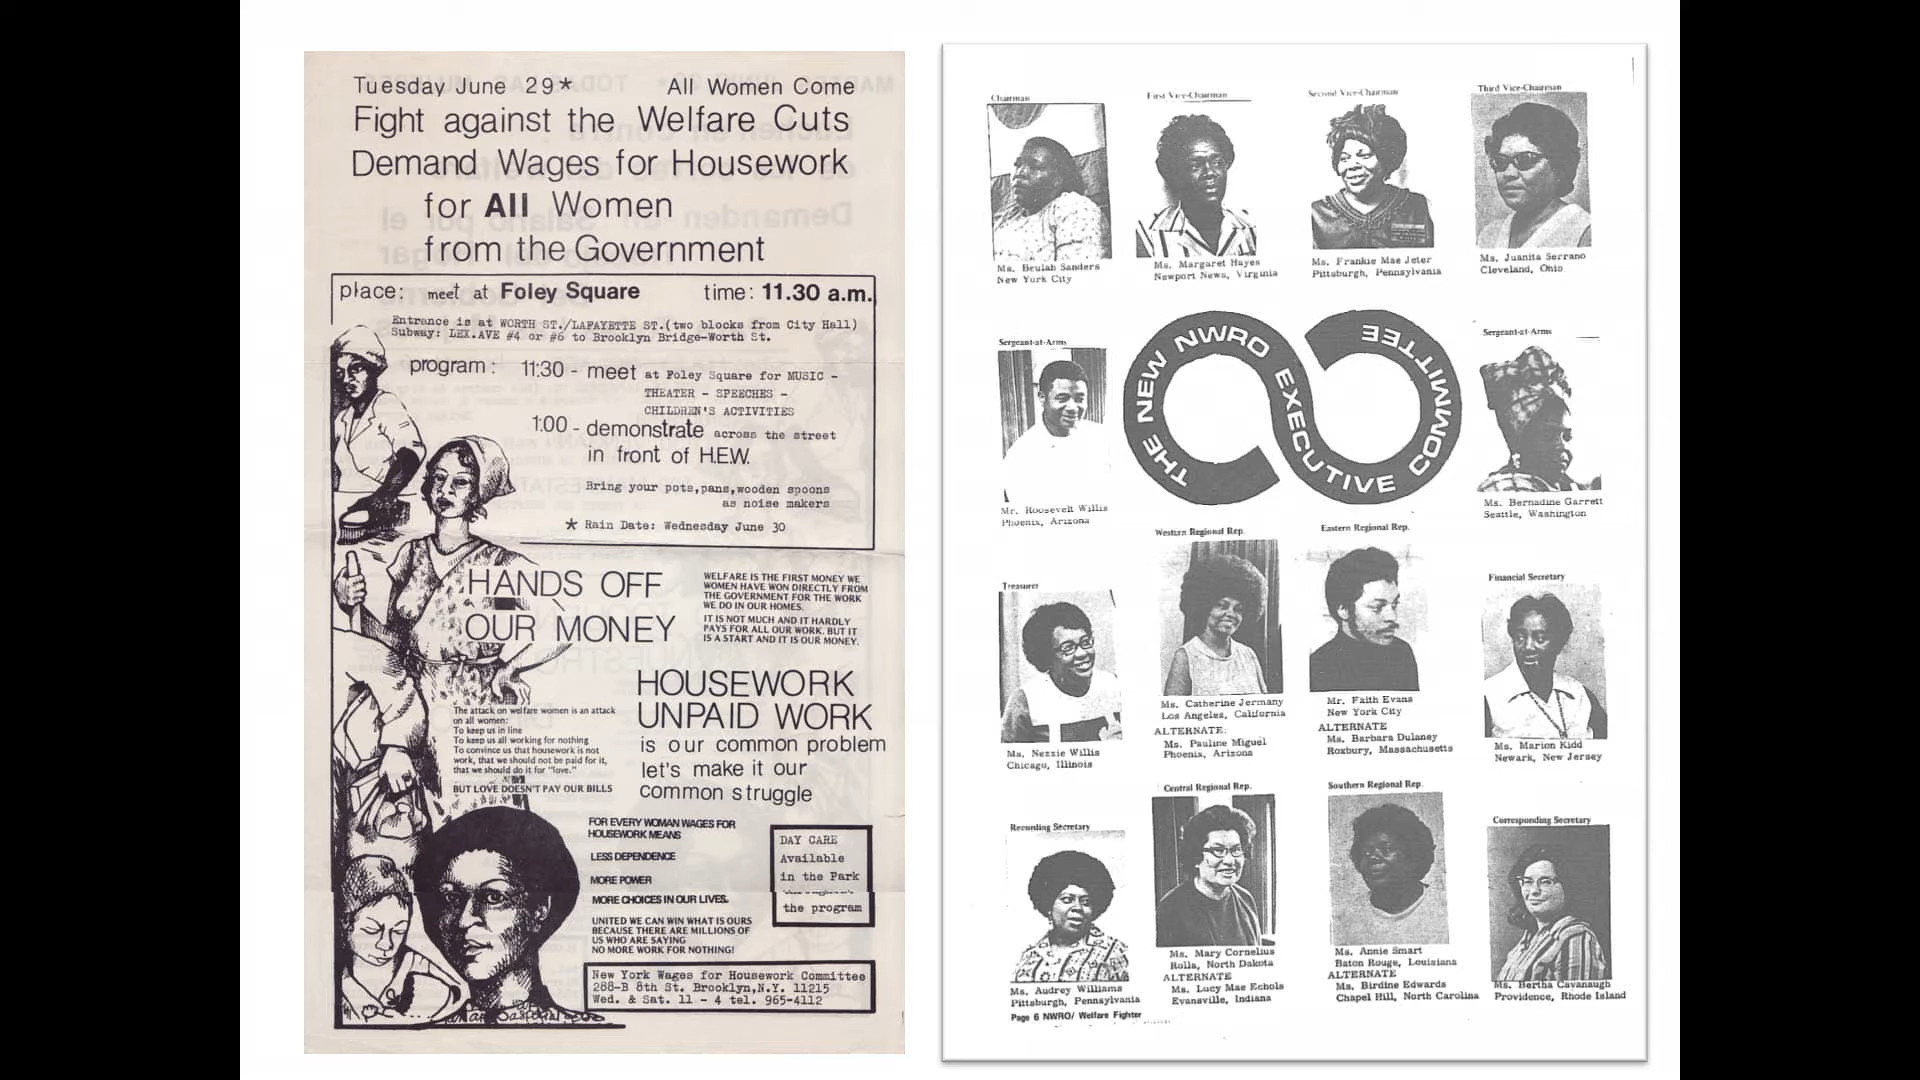 Tuesday June 29* All Women Come
Fight against the Welfare Cuts
Demand Wages for Housework
for All Women
from the Government
place: meet at Foley Square time: 11.30 a.m.
Entrance is at WORTH ST./LAFAYETTE ST.(two blocks from City Hall)
Subway: LEX.AVE #4 or #6 to Brooklyn Bridge-Worth St.
program: 11:30 - meet at Foley Square for MUSIC -
THEATER - SPEECHES -
CHILDREN'S ACTIVITIES
1:00 - demonstrate across the street
in front of H.E.W.
Bring your pots,pans,wooden spoons
as noise makers
* Rain Date: Wednesday June 30
HANDS OFF
OUR MONEY
WELFARE IS THE FIRST MONEY WE
WOMEN HAVE WON DIRECTLY FROM
THE GOVERNMENT FOR THE WORK
WE DO IN OUR HOMES.
IT IS NOT MUCH AND IT HARDLY
PAYS FOR ALL OUR WORK. BUT IT
IS A START AND IT IS OUR MONEY.
HOUSEWORK
UNPAID WORK
is our common problem
let's make it our
common struggle
The attack on welfare women is an attack
on all women:
To keep us in line
To keep us all working for nothing
To convince us that housework is not
work, that we should not be paid for it,
that we should do it for "love."
BUT LOVE DOESN'T PAY OUR BILLS
FOR EVERY WOMAN WAGES FOR
HOUSEWORK MEANS
LESS DEPENDENCE
MORE POWER
MORE CHOICES IN OUR LIVES.
UNITED WE CAN WIN WHAT IS OURS
BECAUSE THERE ARE MILLIONS OF
US WHO ARE SAYING
NO MORE WORK FOR NOTHING!
DAY CARE
Available
in the Park
the program
New York Wages for Housework Committee
288-B 8th St. Brooklyn,N.Y. 11215
Wed. & Sat. 11 - 4 tel. 965-4112
Chairman
Ms. Beulah Sanders
New York City
First Vice-Chairman
Ms. Margaret Hayes
Newport News, Virginia
Second Vice-Chairman
Ms. Frankie Mae Jeter
Pittsburgh, Pennsylvania
Third Vice-Chairman
Ms. Juanita Serrano
Cleveland, Ohio
Sergeant-at-Arms
Mr. Roosevelt Willis
Phoenix, Arizona
THE NEW NWRO EXECUTIVE COMMITTEE
Sergeant-at-Arms
Ms. Bernadine Garrett
Seattle, Washington
Treasurer
Ms. Nezzie Willis
Chicago, Illinois
Western Regional Rep.
Ms. Catherine Jermany
Los Angeles, California
ALTERNATE:
Ms. Pauline Miguel
Phoenix, Arizona
Eastern Regional Rep.
Mr. Faith Evans
New York City
ALTERNATE
Ms. Barbara Dulaney
Roxbury, Massachusetts
Financial Secretary
Ms. Marion Kidd
Newark, New Jersey
Recording Secretary
Ms. Audrey Williams
Pittsburgh, Pennsylvania
Central Regional Rep.
Ms. Mary Cornelius
Rolla, North Dakota
ALTERNATE
Ms. Lucy Mae Echols
Evansville, Indiana
Southern Regional Rep.
Ms. Annie Smart
Baton Rouge, Louisiana
ALTERNATE
Ms. Birdine Edwards
Chapel Hill, North Carolina
Corresponding Secretary
Ms. Bertha Cavanaugh
Providence, Rhode Island
Page 6 NWRO/ Welfare Fighter